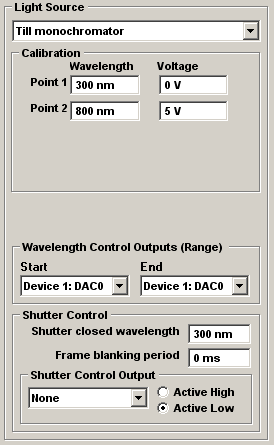 Light Source
Till monochromator
Calibration
Wavelength Voltage
Point 1 300 nm 0 V
Point 2 800 nm 5 V
Wavelength Control Outputs (Range)
Start End
Device 1: DAC0 Device 1: DAC0
Shutter Control
Shutter closed wavelength 300 nm
Frame blanking period 0 ms
Shutter Control Output
None Active High
Active Low